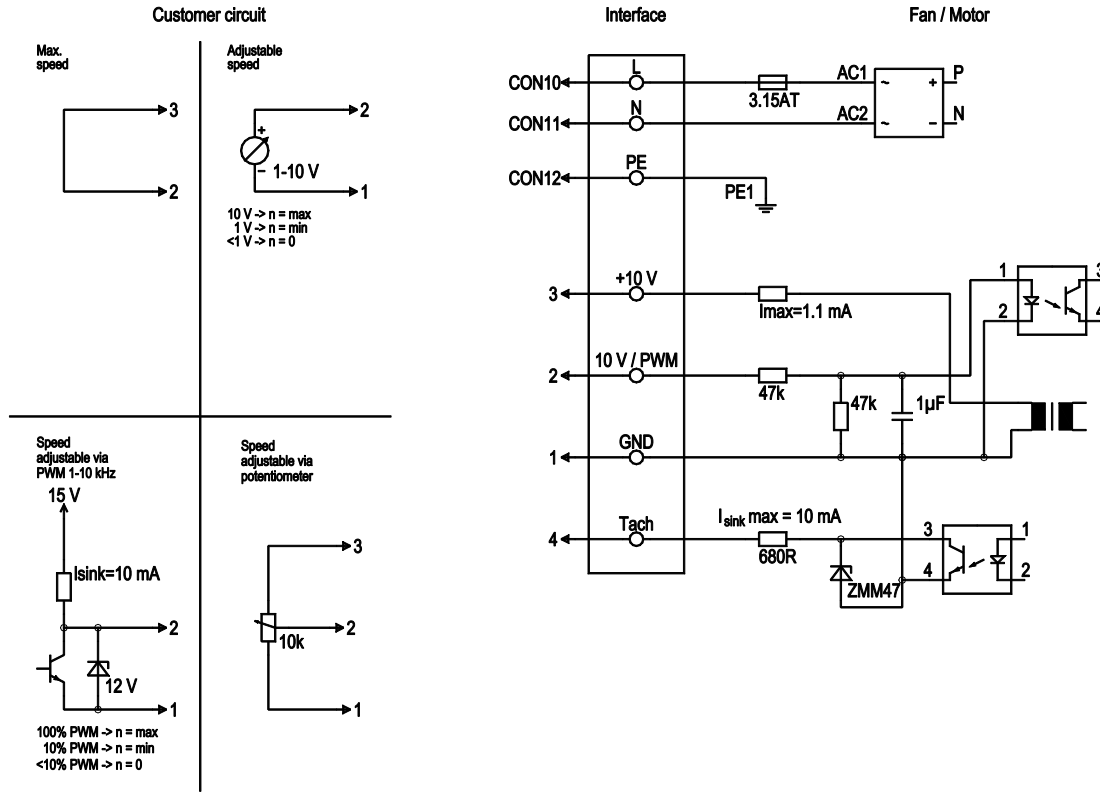 Customer circuit
Interface
Fan / Motor
Max.
speed
3
2
Adjustable
speed
2
+
–
1-10 V
1
10 V -> n = max
1 V -> n = min
<1 V -> n = 0
Speed
adjustable via
PWM 1-10 kHz
15 V
Isink=10 mA
2
12 V
1
100% PWM -> n = max
10% PWM -> n = min
<10% PWM -> n = 0
Speed
adjustable via
potentiometer
3
2
10k
1
L
CON10
3.15AT
AC1
~
+
P
N
CON11
AC2
~
–
N
PE
CON12
PE1
+10 V
3
Imax=1.1 mA
1
2
3
4
10 V / PWM
2
47k
47k
1µF
GND
1
Tach
4
Isink max = 10 mA
680R
ZMM47
3
4
1
2